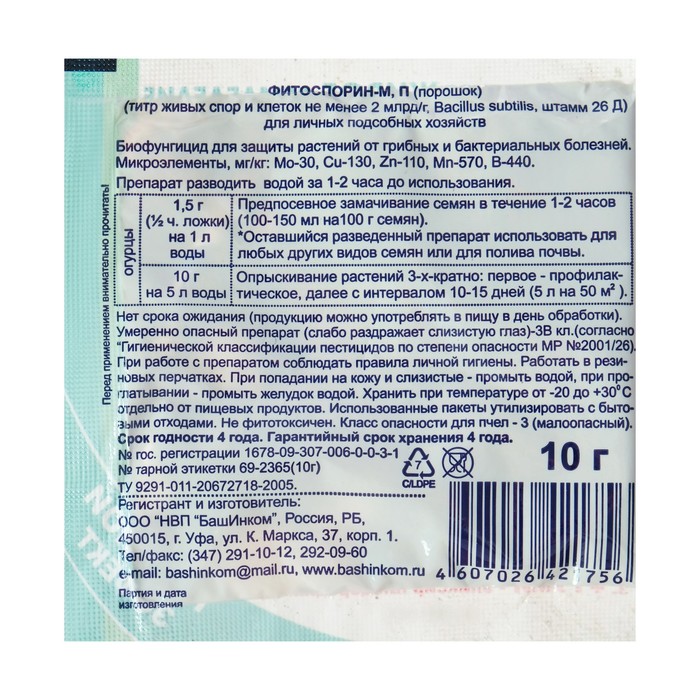 ФИТОСПОРИН-М, П (порошок)
(титр живых спор и клеток не менее 2 млрд/г, Bacillus subtilis, штамм 26 Д)
для личных подсобных хозяйств
Биофунгицид для защиты растений от грибных и бактериальных болезней.
Микроэлементы, мг/кг: Mo-30, Cu-130, Zn-110, Mn-570, B-440.
Препарат разводить водой за 1-2 часа до использования.
огурцы
1,5 г
(½ ч. ложки)
на 1 л
воды
Предпосевное замачивание семян в течение 1-2 часов
(100-150 мл на100 г семян).
*Оставшийся разведенный препарат использовать для
любых других видов семян или для полива почвы.
10 г
на 5 л воды
Опрыскивание растений 3-х-кратно: первое - профилак-
тическое, далее с интервалом 10-15 дней (5 л на 50 м²).
Нет срока ожидания (продукцию можно употреблять в пищу в день обработки).
Умеренно опасный препарат (слабо раздражает слизистую глаз)-3В кл.(согласно
"Гигиенической классификации пестицидов по степени опасности МР №2001/26).
При работе с препаратом соблюдать правила личной гигиены. Работать в рези-
новых перчатках. При попадании на кожу и слизистые - промыть водой, при про-
глатывании - промыть желудок водой. Хранить при температуре от -20 до +30°С
отдельно от пищевых продуктов. Использованные пакеты утилизировать с быто-
выми отходами. Не фитотоксичен. Класс опасности для пчел - 3 (малоопасный).
Срок годности 4 года. Гарантийный срок хранения 4 года.
№ гос. регистрации 1678-09-307-006-0-0-3-1
№ тарной этикетки 69-2365(10г)
ТУ 9291-011-20672718-2005.
7
C/LDPE
10 г
Регистрант и изготовитель:
ООО "НВП "БашИнком", Россия, РБ,
450015, г. Уфа, ул. К. Маркса, 37, корп. 1.
Тел/факс: (347) 291-10-12, 292-09-60
e-mail: bashinkom@mail.ru, www.bashinkom.ru
4 607026 421756
Партия и дата
изготовления
Перед применением внимательно прочитать!